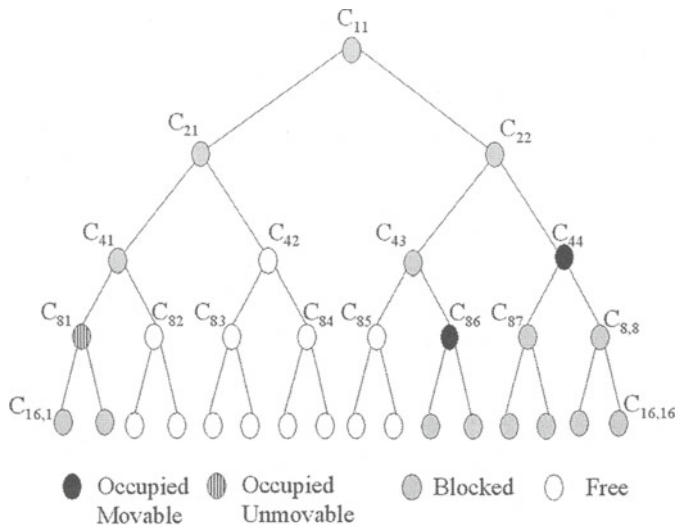 C11
C21
C22
C41
C42
C43
C44
C81
C82
C83
C84
C85
C86
C87
C8,8
C16,1
C16,16
Occupied Movable
Occupied Unmovable
Blocked
Free